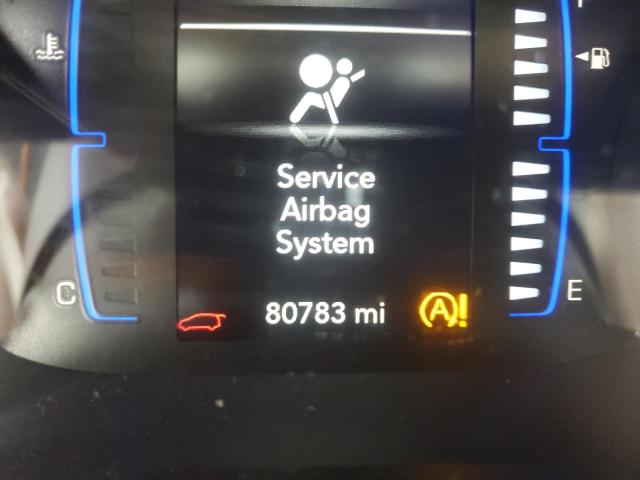 Service
Airbag
System
C
80783 mi
A!
E